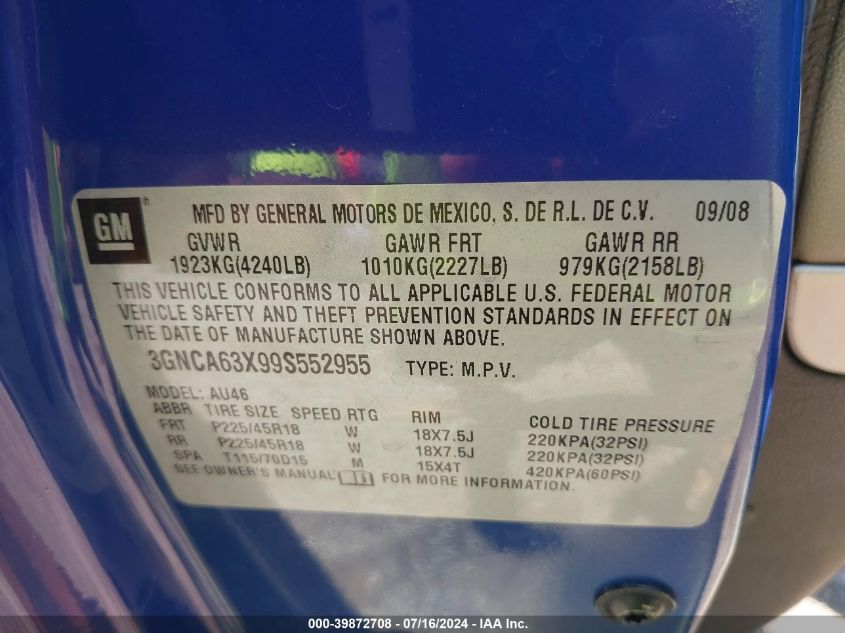 GM ® MFD BY GENERAL MOTORS DE MEXICO, S. DE R.L. DE C.V. 09/08
GVWR GAWR FRT GAWR RR
1923KG(4240LB) 1010KG(2227LB) 979KG(2158LB)
THIS VEHICLE CONFORMS TO ALL APPLICABLE U.S. FEDERAL MOTOR
VEHICLE SAFETY AND THEFT PREVENTION STANDARDS IN EFFECT ON
THE DATE OF MANUFACTURE SHOWN ABOVE.
3GNCA63X99S552955 TYPE: M.P.V.
MODEL: AU46
ABBR TIRE SIZE SPEED RTG RIM COLD TIRE PRESSURE
FRT P225/45R18 W 18X7.5J 220KPA(32PSI)
RR P225/45R18 W 18X7.5J 220KPA(32PSI)
SPA T115/70D15 M 15X4T 420KPA(60PSI)
SEE OWNER'S MANUAL FOR MORE INFORMATION.
000-39872708 - 07/16/2024 - IAA Inc.